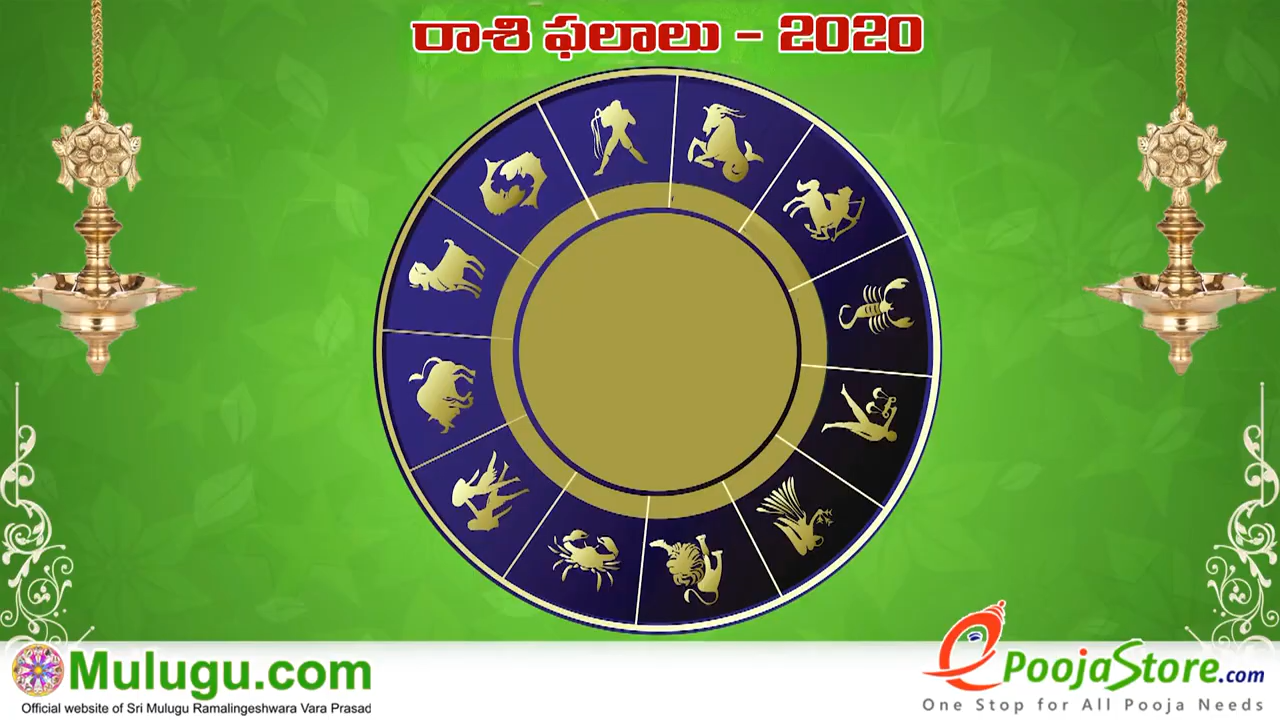 రాశి ఫలాలు - 2020
Mulugu.com
Official website of Sri Mulugu Ramalingeshwara Vara Prasad
ePoojaStore.com
One Stop for All Pooja Needs